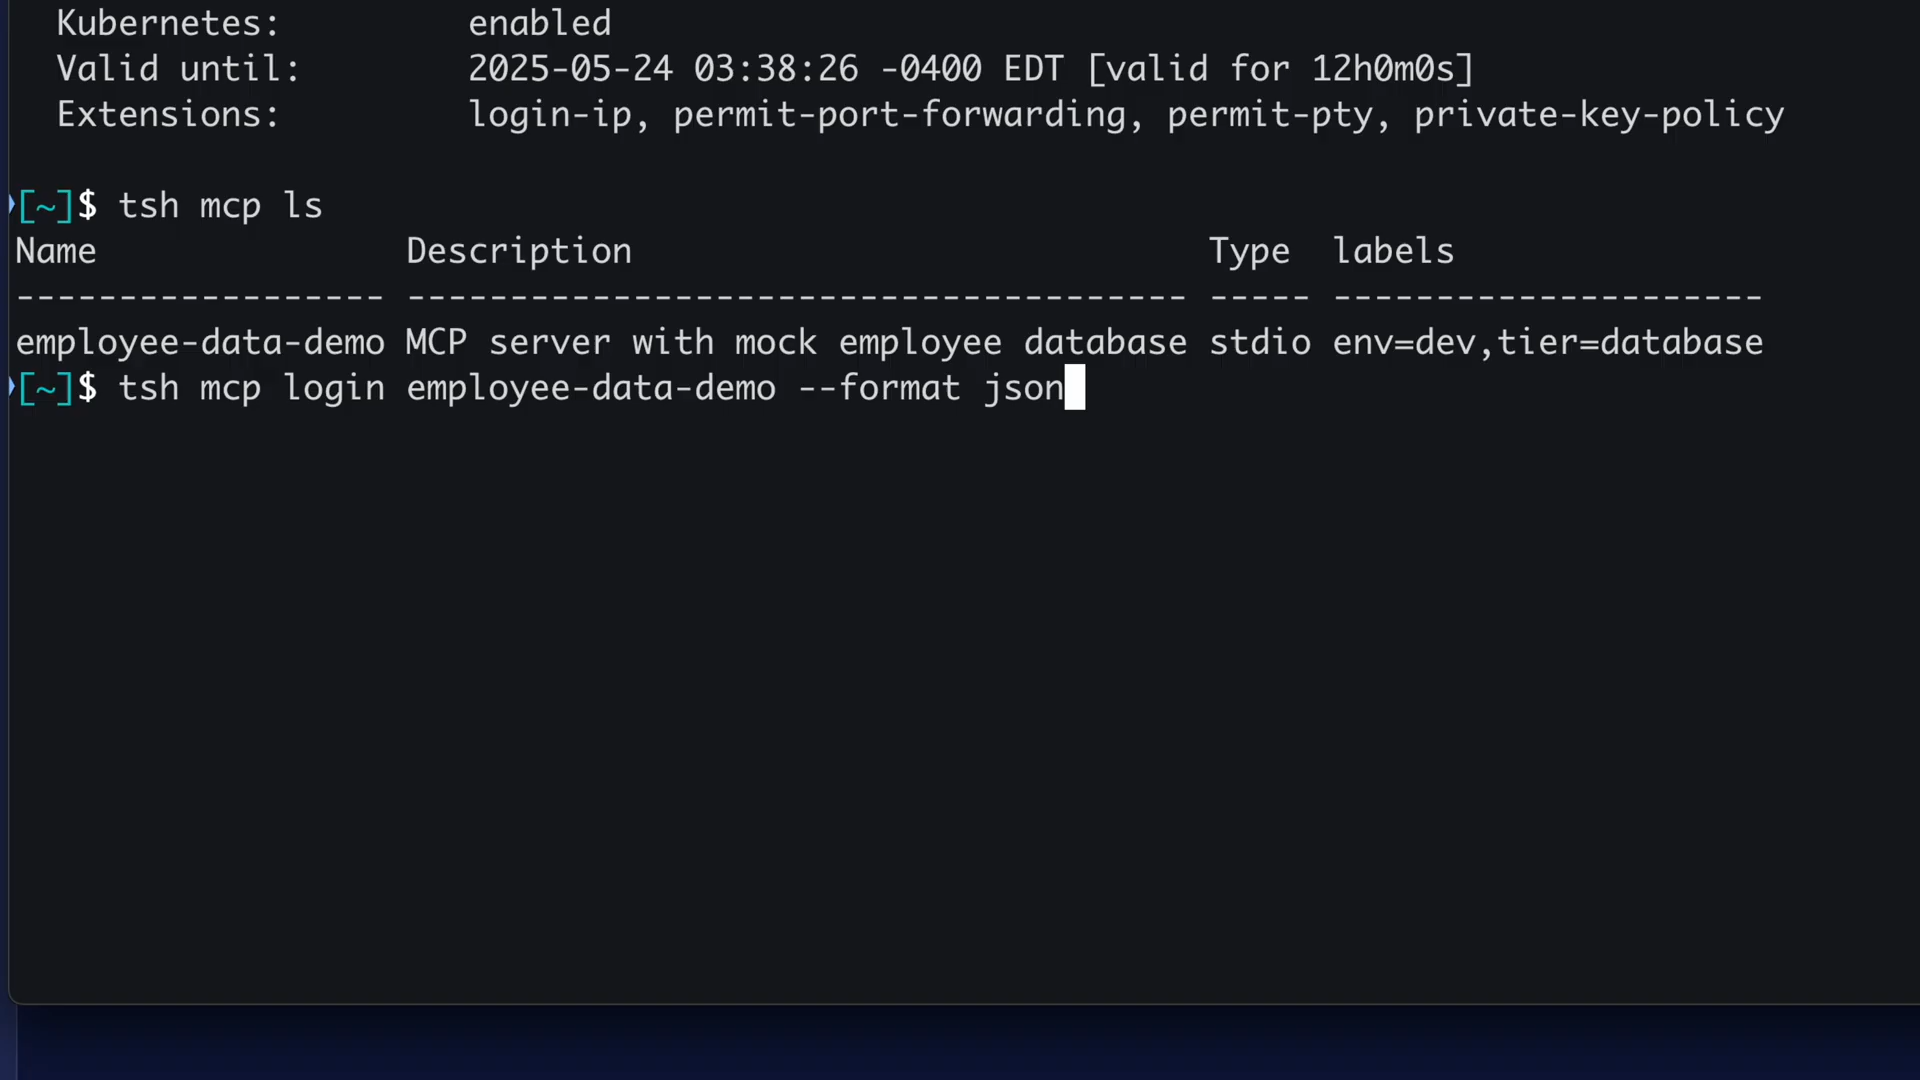 Kubernetes: enabled
Valid until: 2025-05-24 03:38:26 -0400 EDT [valid for 12h0m0s]
Extensions: login-ip, permit-port-forwarding, permit-pty, private-key-policy
[~]$ tsh mcp ls
Name Description Type labels
------------------ -------------------------------------- ----- ---------------------
employee-data-demo MCP server with mock employee database stdio env=dev,tier=database
[~]$ tsh mcp login employee-data-demo --format json